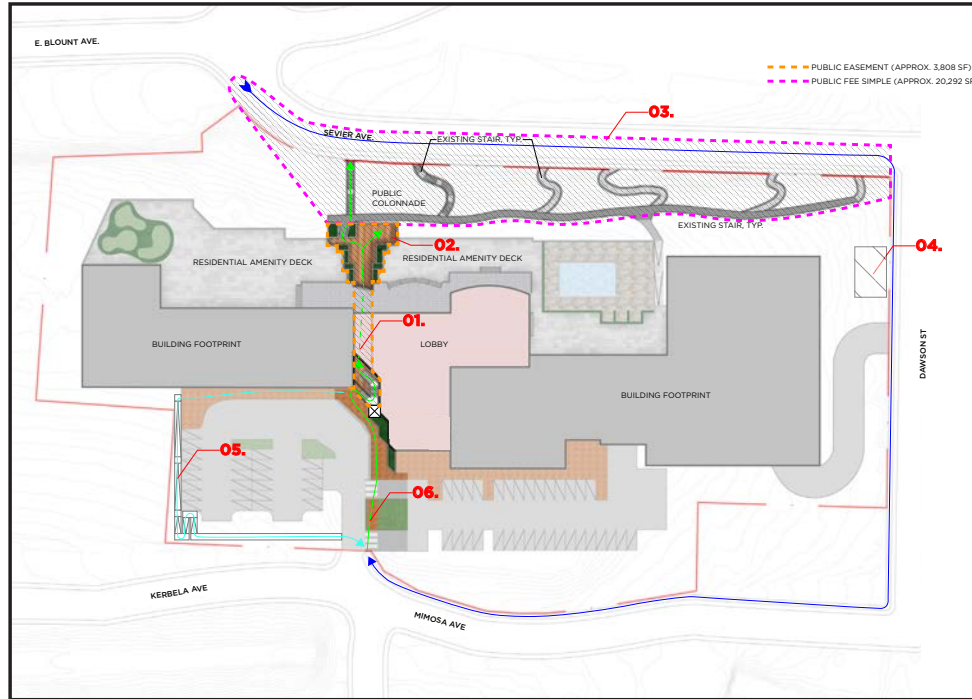 E. BLOUNT AVE.
PUBLIC EASEMENT (APPROX. 3,808 SF)
PUBLIC FEE SIMPLE (APPROX. 20,292 SF
03.
SEVIER AVE.
EXISTING STAIR, TYP.
PUBLIC
COLONNADE
EXISTING STAIR, TYP.
02.
04.
RESIDENTIAL AMENITY DECK
RESIDENTIAL AMENITY DECK
01.
BUILDING FOOTPRINT
LOBBY
DAWSON ST
BUILDING FOOTPRINT
05.
06.
KERBELA AVE
MIMOSA AVE